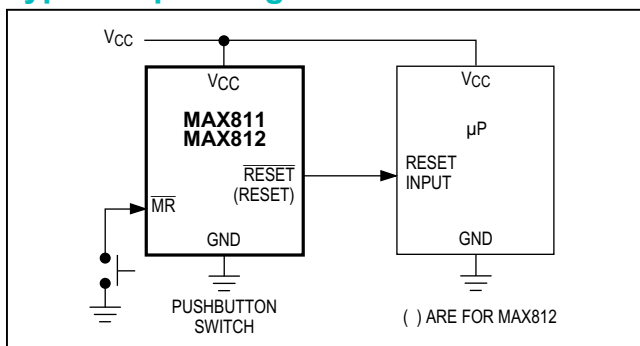 VCC
VCC
MAX811
MAX812
RESET
(RESET)
MR
GND
PUSHBUTTON
SWITCH
VCC
µP
RESET
INPUT
GND
( ) ARE FOR MAX812